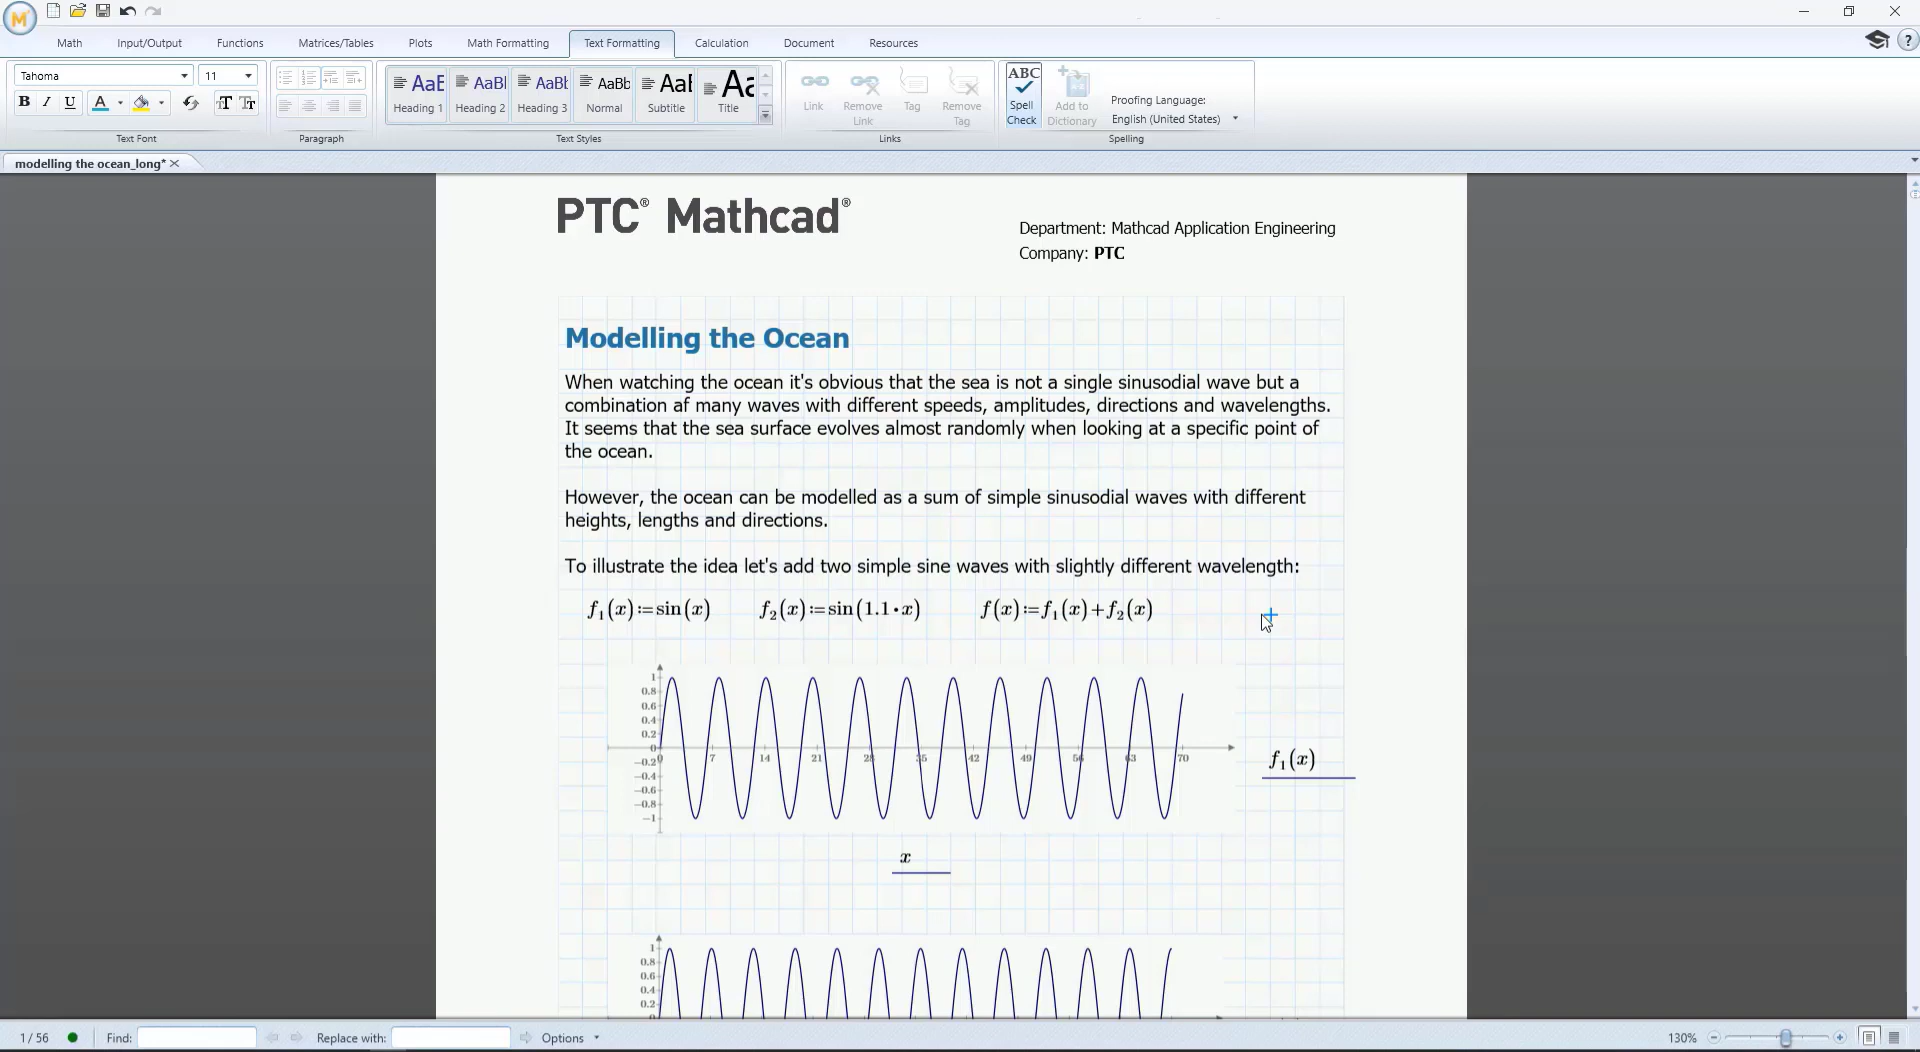 Math Input/Output Functions Matrices/Tables Plots Math Formatting Text Formatting Calculation Document Resources
Tahoma 11
B I U A
AaB AaBb AaBb AaBb AaB Aa
Heading 1 Heading 2 Heading 3 Normal Subtitle Title
Link Remove Link Tag Remove Tag
ABC Spell Check Add to Dictionary
Proofing Language:
English (United States)
Text Font Paragraph Text Styles Links Spelling
modelling the ocean_long*
PTC® Mathcad®
Department: Mathcad Application Engineering
Company: PTC
Modelling the Ocean
When watching the ocean it's obvious that the sea is not a single sinusodial wave but a
combination af many waves with different speeds, amplitudes, directions and wavelengths.
It seems that the sea surface evolves almost randomly when looking at a specific point of
the ocean.
However, the ocean can be modelled as a sum of simple sinusodial waves with different
heights, lengths and directions.
To illustrate the idea let's add two simple sine waves with slightly different wavelength:
f₁(x):=sin(x) f₂(x):=sin(1.1·x) f(x):=f₁(x)+f₂(x)
1
0.8
0.6
0.4
0.2
0
0 7 14 21 28 35 42 49 56 63 70
−0.2
−0.4
−0.6
−0.8
−1
f₁(x)
x
1
0.8
0.6
0.4
0.2
1 / 56 Find: Replace with: Options 130%